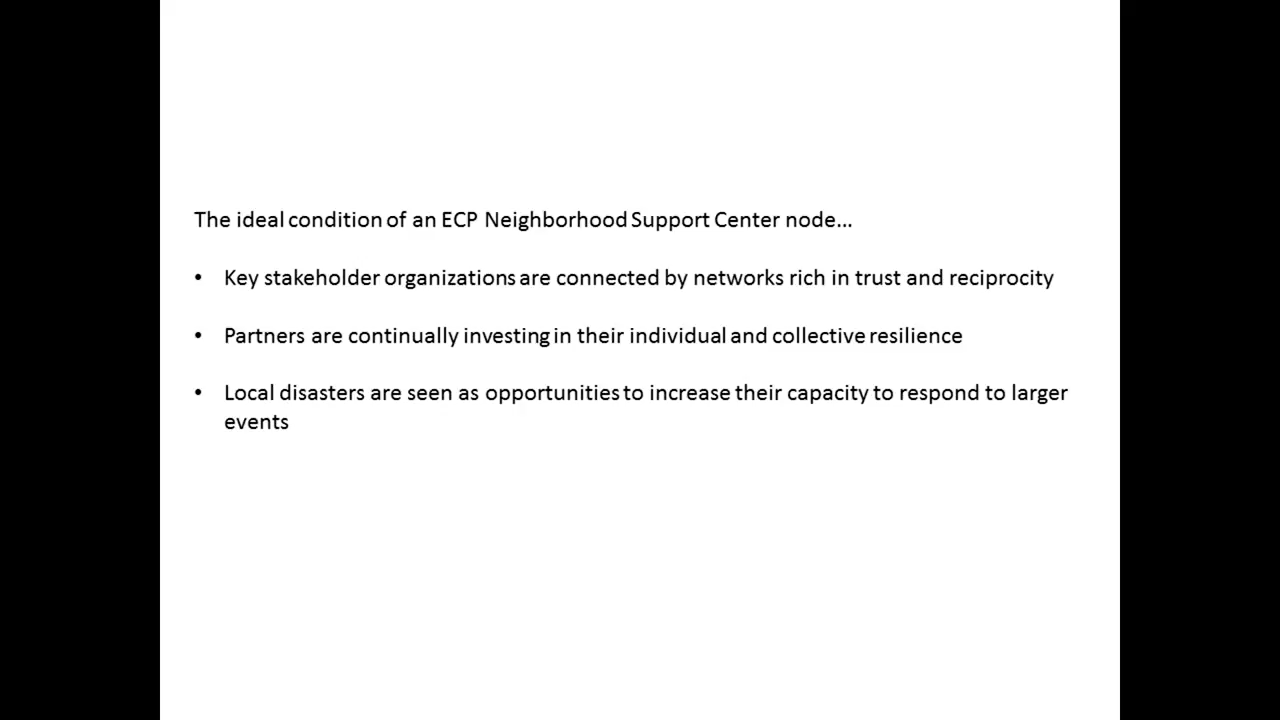 The ideal condition of an ECP Neighborhood Support Center node...
• Key stakeholder organizations are connected by networks rich in trust and reciprocity
• Partners are continually investing in their individual and collective resilience
• Local disasters are seen as opportunities to increase their capacity to respond to larger
events